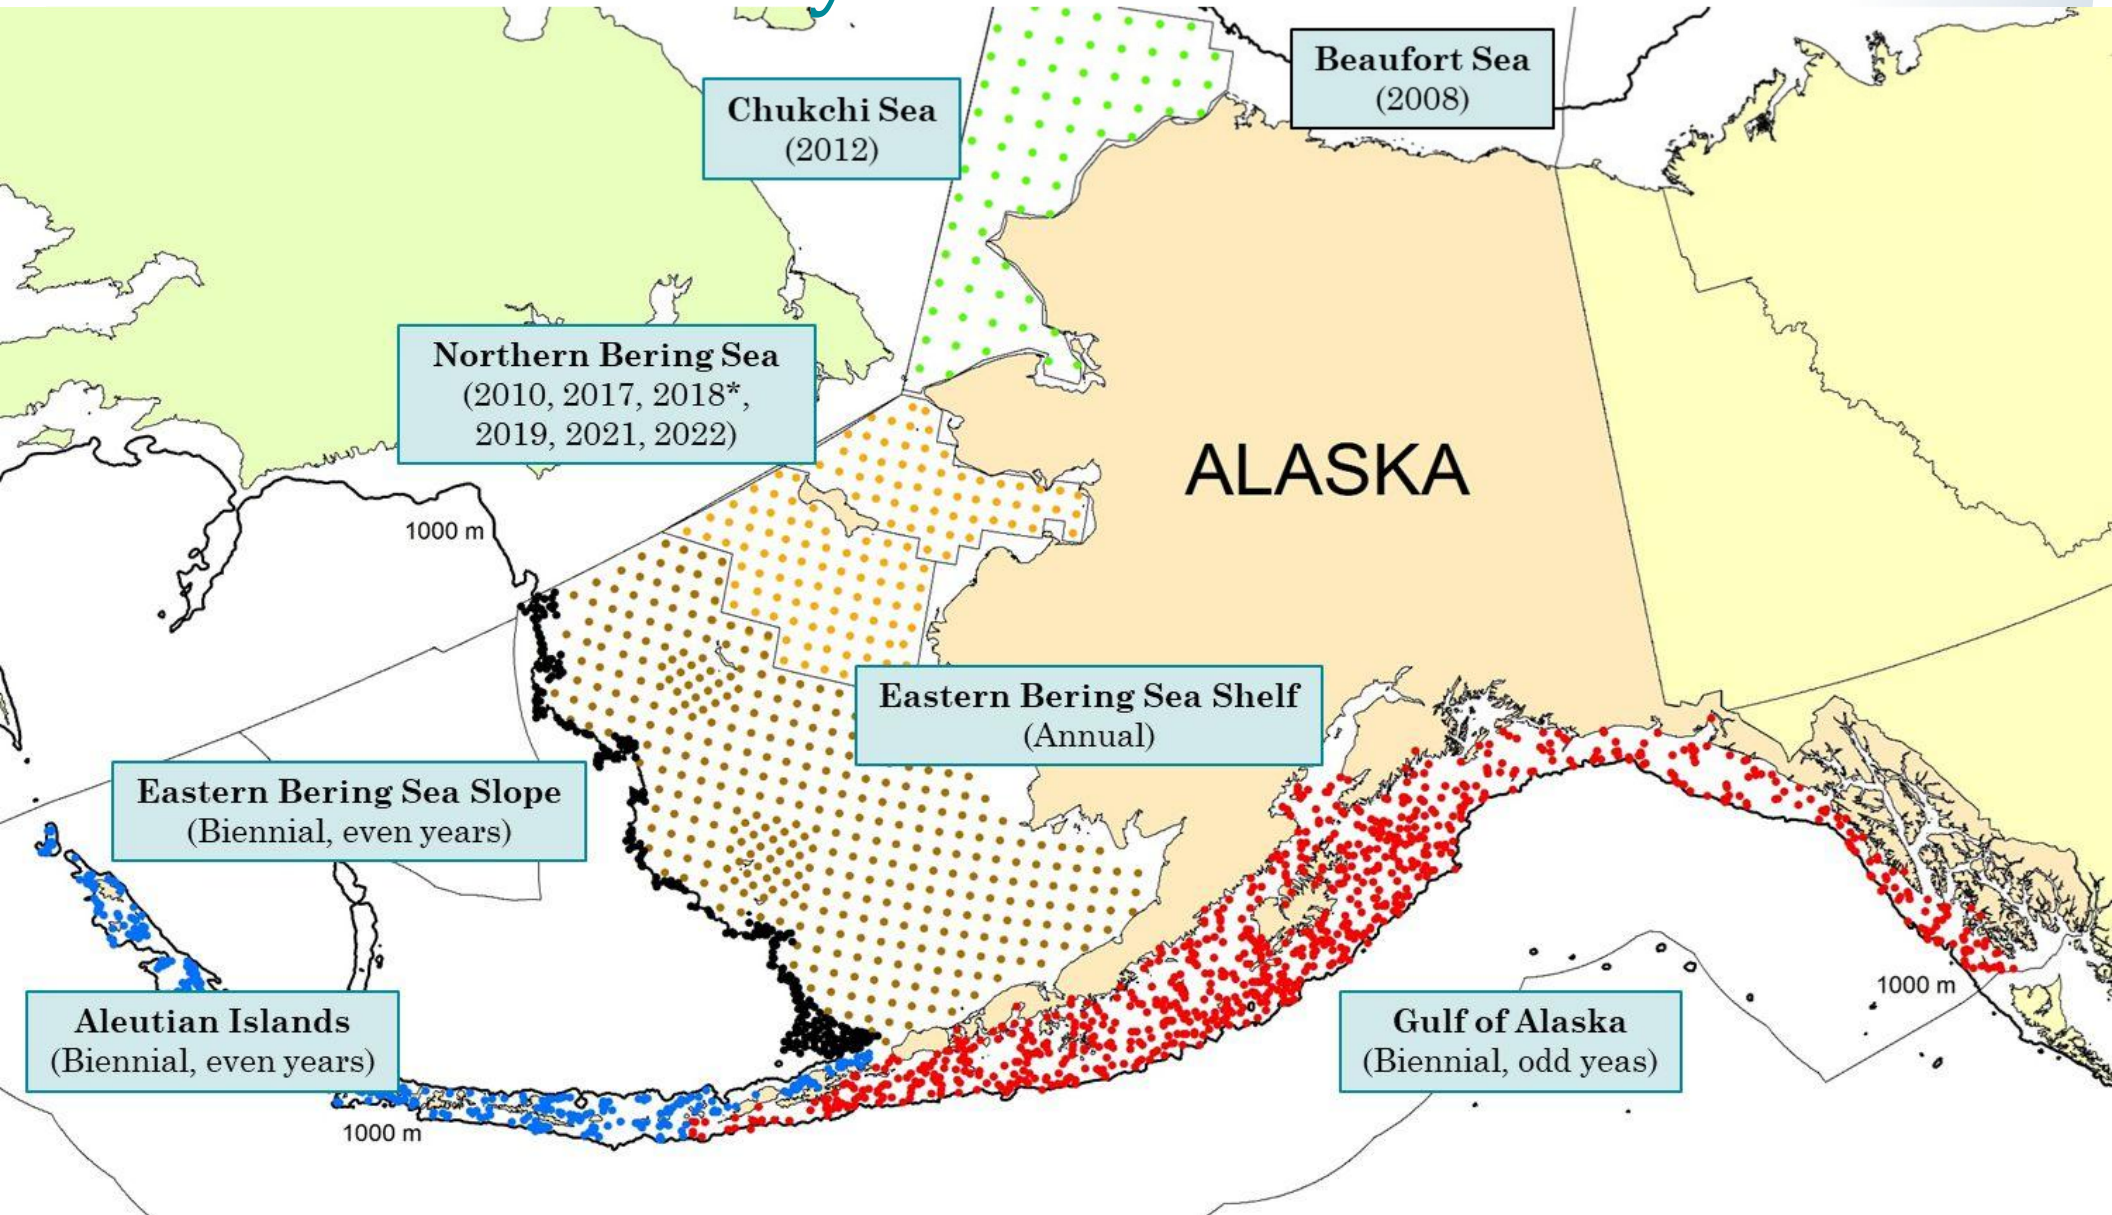 Beaufort Sea
(2008)
Chukchi Sea
(2012)
Northern Bering Sea
(2010, 2017, 2018*,
2019, 2021, 2022)
ALASKA
1000 m
Eastern Bering Sea Shelf
(Annual)
Eastern Bering Sea Slope
(Biennial, even years)
Aleutian Islands
(Biennial, even years)
1000 m
Gulf of Alaska
(Biennial, odd yeas)
1000 m